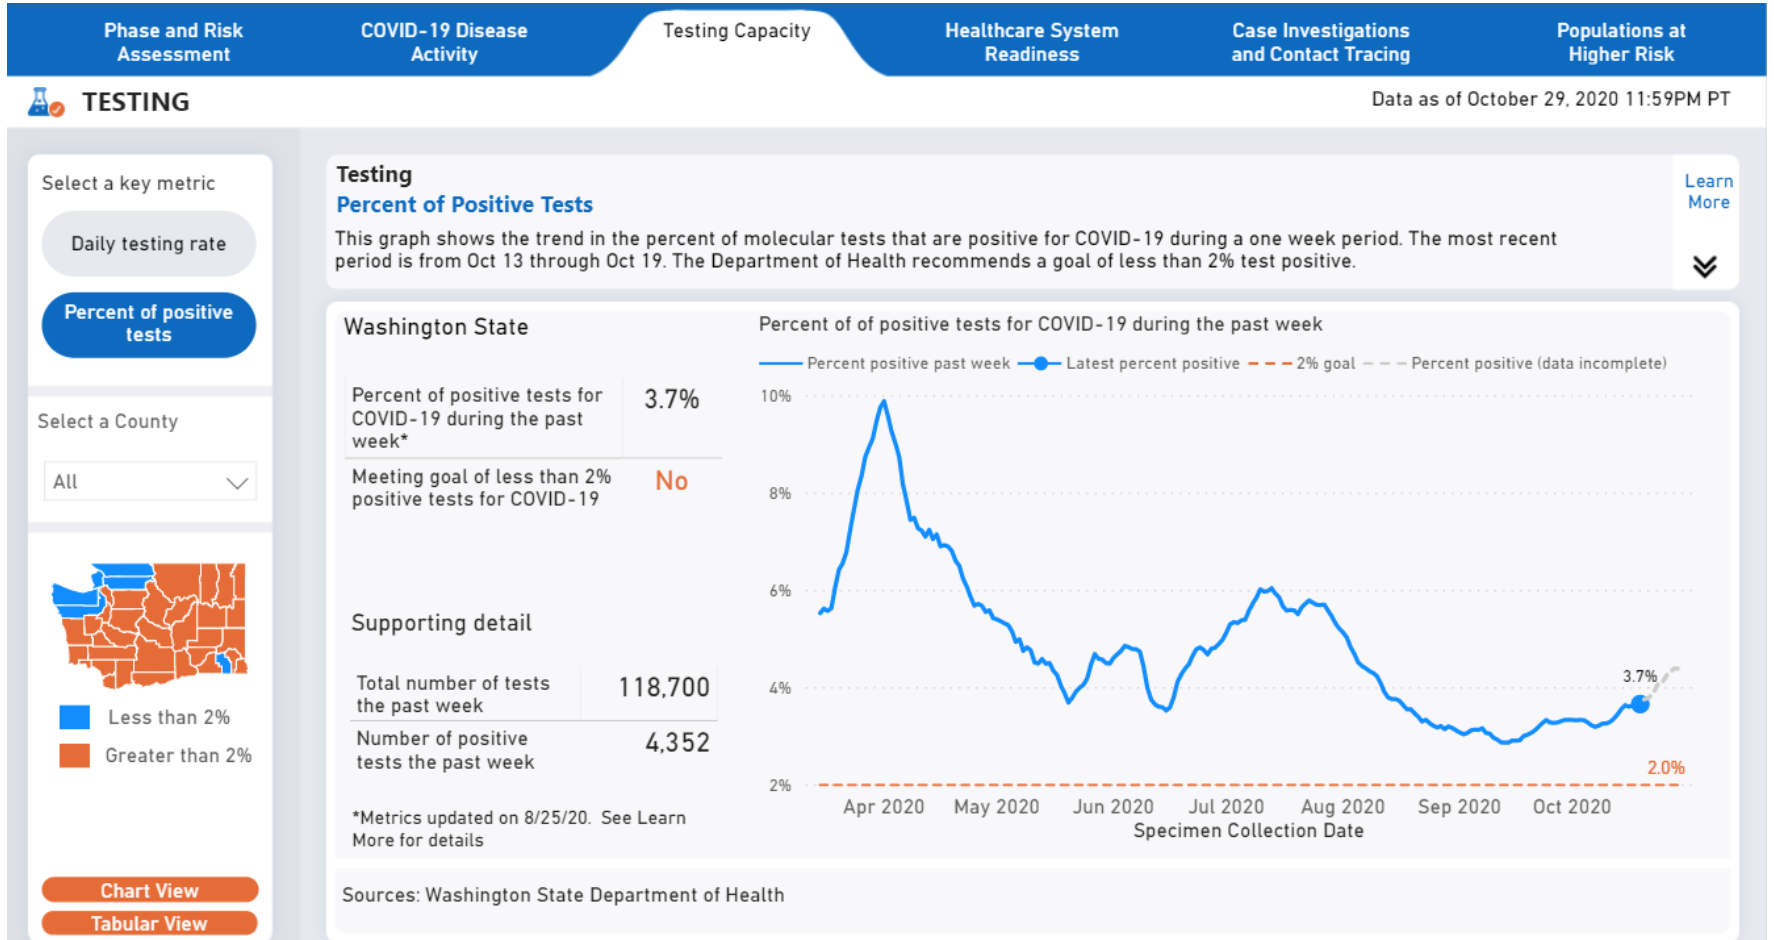 Phase and Risk
Assessment
COVID-19 Disease
Activity
Testing Capacity
Healthcare System
Readiness
Case Investigations
and Contact Tracing
Populations at
Higher Risk
TESTING
Data as of October 29, 2020 11:59PM PT
Select a key metric
Daily testing rate
Percent of positive
tests
Select a County
All
Less than 2%
Greater than 2%
Chart View
Tabular View
Testing
Percent of Positive Tests
This graph shows the trend in the percent of molecular tests that are positive for COVID-19 during a one week period. The most recent
period is from Oct 13 through Oct 19. The Department of Health recommends a goal of less than 2% test positive.
Learn
More
Washington State
Percent of positive tests for
COVID-19 during the past
week*
3.7%
Meeting goal of less than 2%
positive tests for COVID-19
No
Supporting detail
Total number of tests
the past week
118,700
Number of positive
tests the past week
4,352
*Metrics updated on 8/25/20. See Learn
More for details
Percent of of positive tests for COVID-19 during the past week
Percent positive past week
Latest percent positive
2% goal
Percent positive (data incomplete)
10%
8%
6%
4%
2%
3.7%
2.0%
Apr 2020
May 2020
Jun 2020
Jul 2020
Aug 2020
Sep 2020
Oct 2020
Specimen Collection Date
Sources: Washington State Department of Health